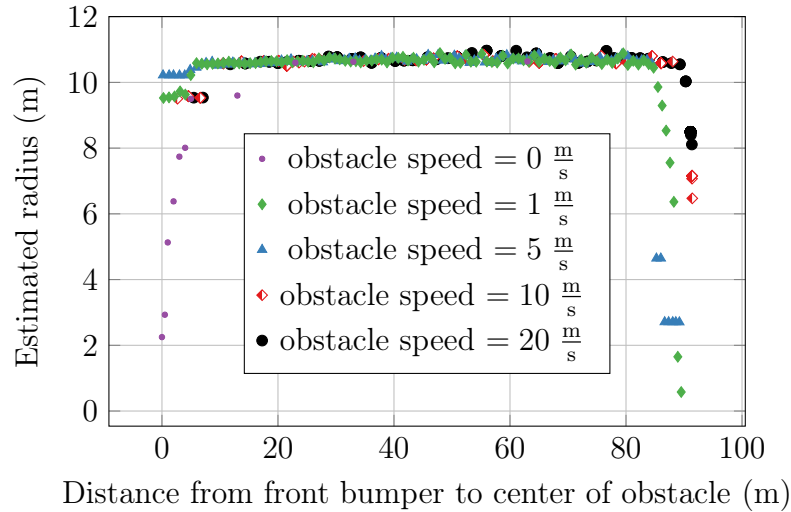 12
10
8
6
4
2
0
Estimated radius (m)
obstacle speed = 0 m/s
obstacle speed = 1 m/s
obstacle speed = 5 m/s
obstacle speed = 10 m/s
obstacle speed = 20 m/s
0 20 40 60 80 100
Distance from front bumper to center of obstacle (m)